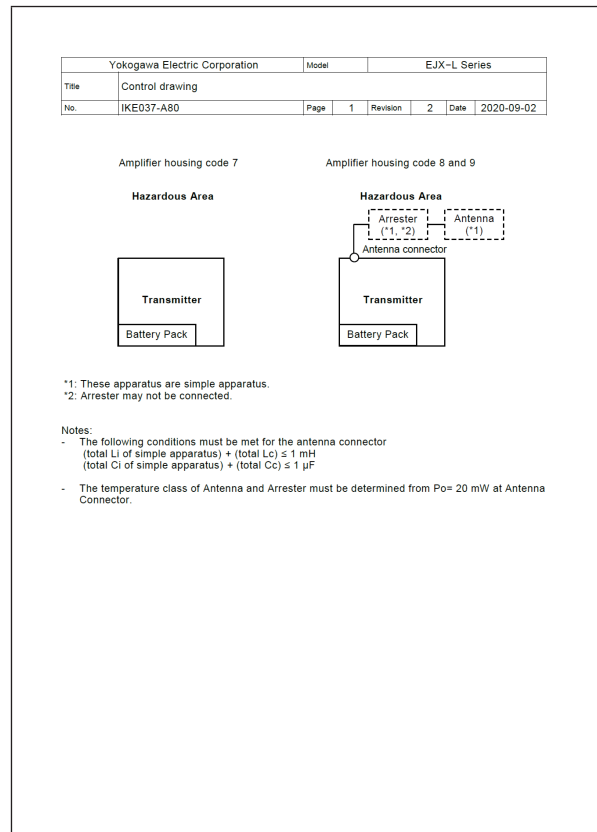 Yokogawa Electric Corporation Model EJX-L Series
Title Control drawing
No. IKE037-A80 Page 1 Revision 2 Date 2020-09-02
Amplifier housing code 7
Hazardous Area
Transmitter
Battery Pack
Amplifier housing code 8 and 9
Hazardous Area
Arrester
(*1, *2)
Antenna
(*1)
Antenna connector
Transmitter
Battery Pack
*1: These apparatus are simple apparatus.
*2: Arrester may not be connected.
Notes:
- The following conditions must be met for the antenna connector
(total Li of simple apparatus) + (total Lc) ≤ 1 mH
(total Ci of simple apparatus) + (total Cc) ≤ 1 µF
- The temperature class of Antenna and Arrester must be determined from Po= 20 mW at Antenna
Connector.